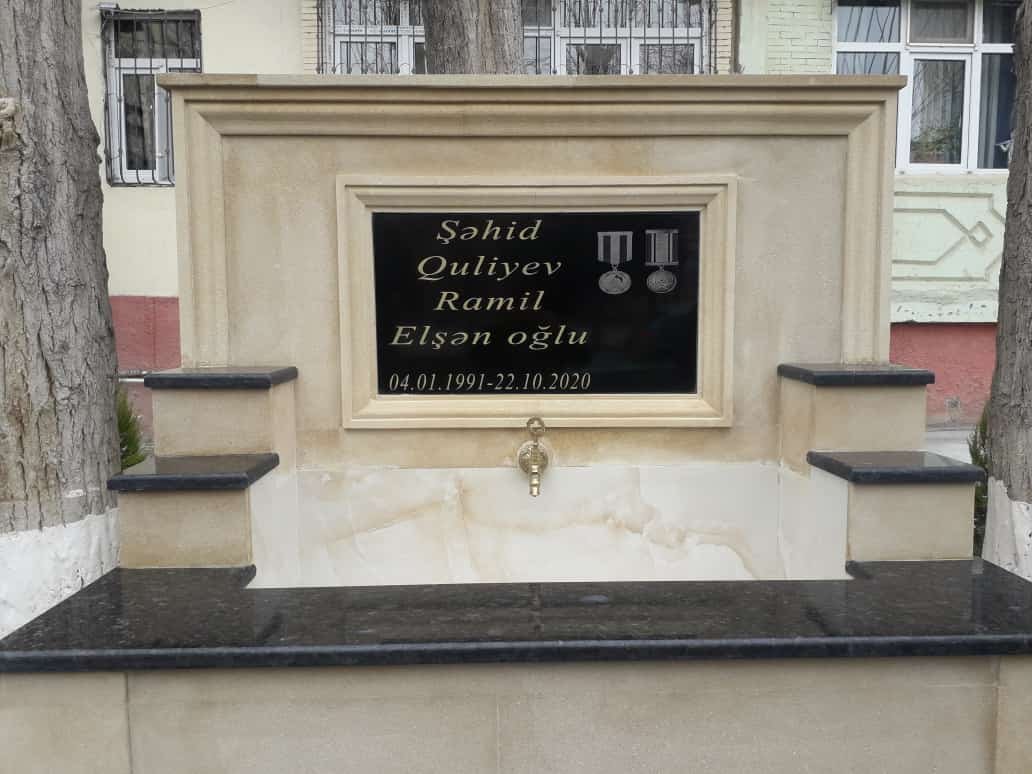 Şəhid
Quliyev
Ramil
Elşən oğlu
04.01.1991-22.10.2020